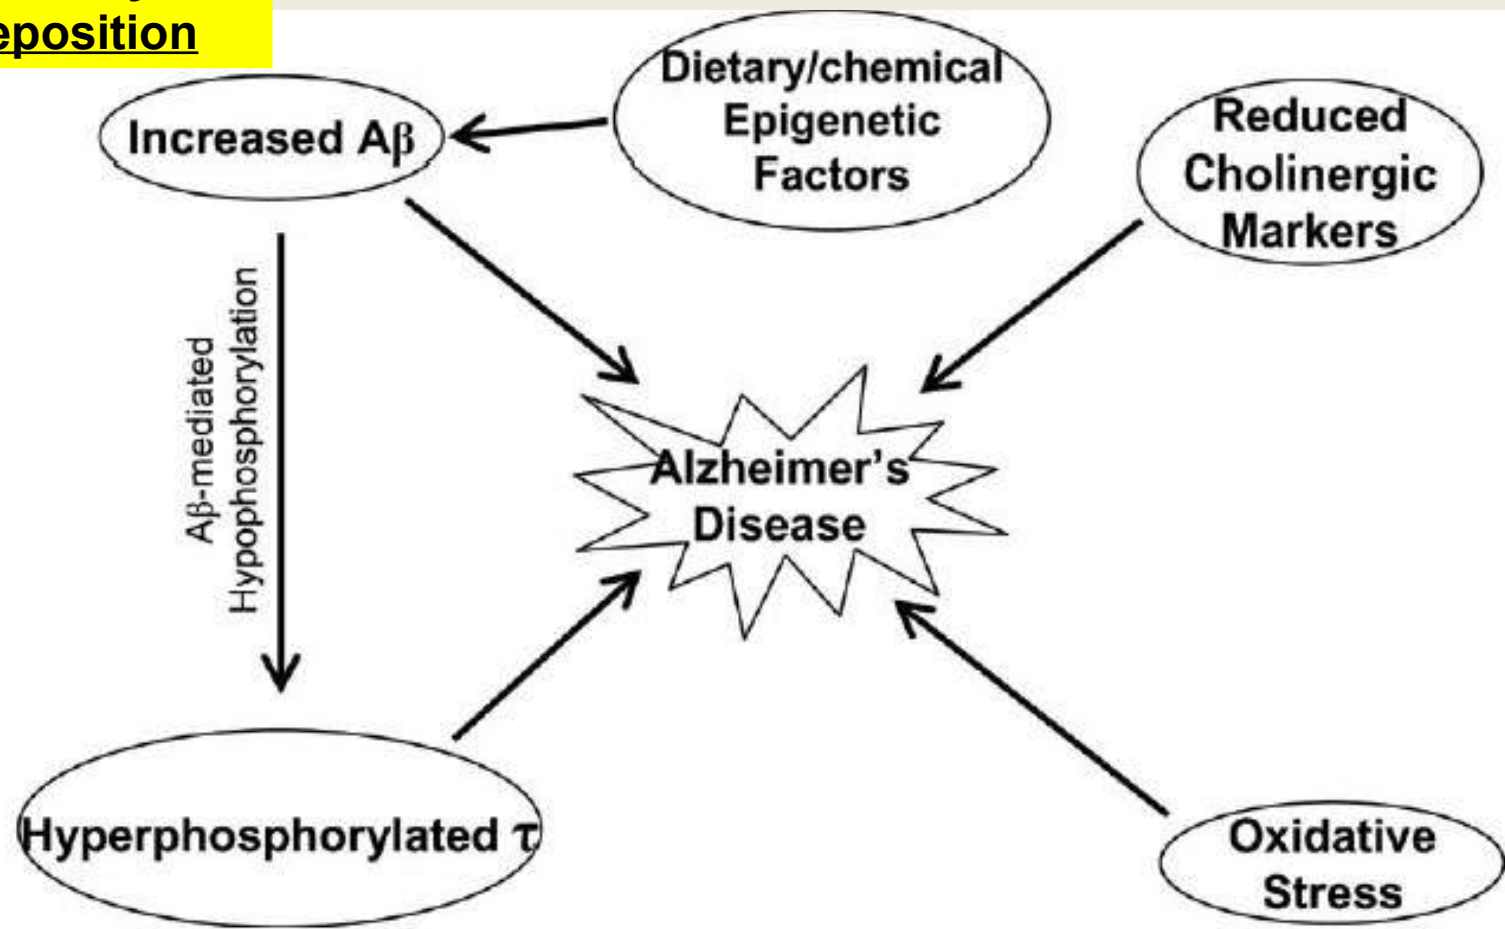 eposition
Increased Aβ
Dietary/chemical
Epigenetic
Factors
Reduced
Cholinergic
Markers
Aβ-mediated
Hypophosphorylation
Alzheimer's
Disease
Hyperphosphorylated τ
Oxidative
Stress